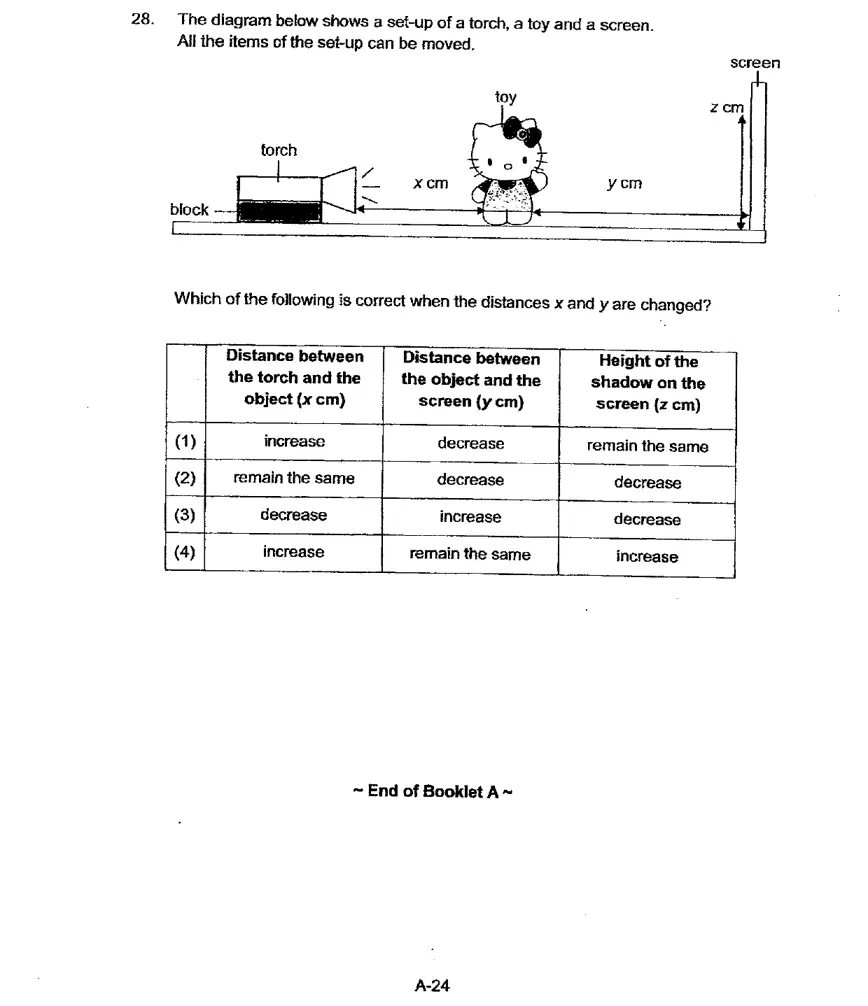 28. The diagram below shows a set-up of a torch, a toy and a screen.
All the items of the set-up can be moved.
screen
toy
z cm
torch
x cm
y cm
block
Which of the following is correct when the distances x and y are changed?
Distance between the torch and the object (x cm)
Distance between the object and the screen (y cm)
Height of the shadow on the screen (z cm)
(1) increase decrease remain the same
(2) remain the same decrease decrease
(3) decrease increase decrease
(4) increase remain the same increase
~ End of Booklet A ~
A-24